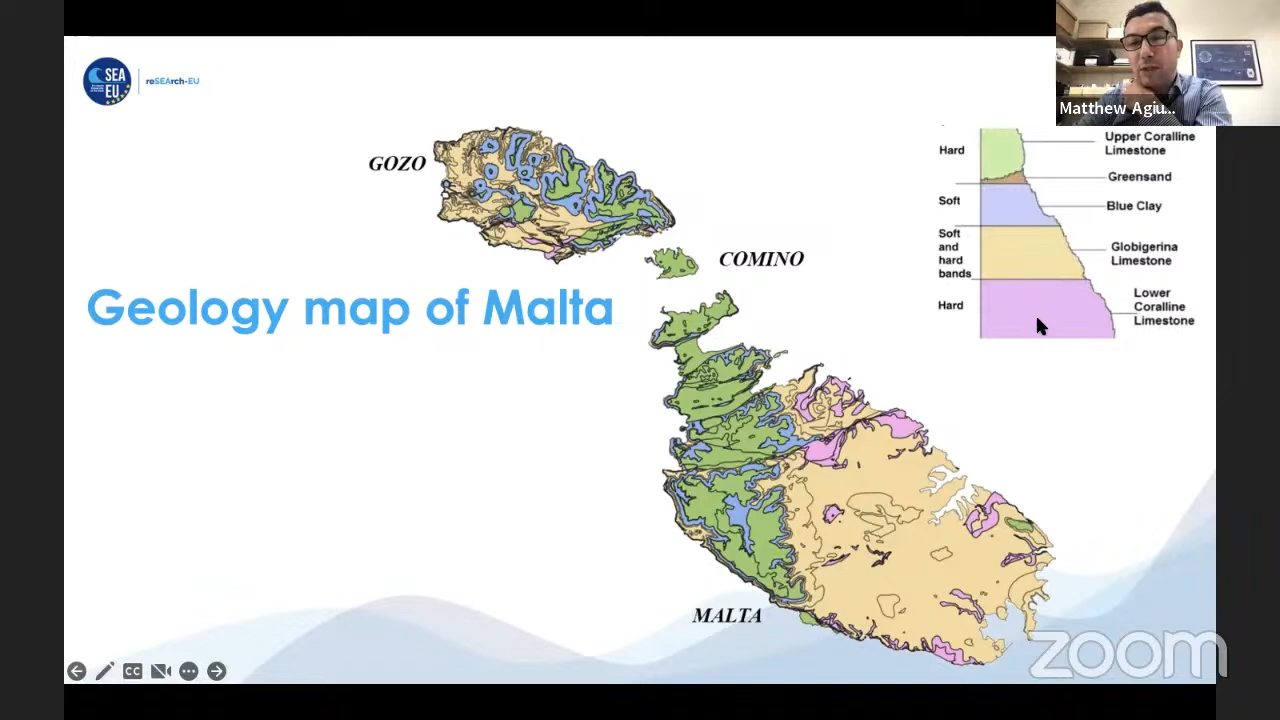 SEA
EU
reSEArch-EU
Matthew Agiu...
GOZO
COMINO
Geology map of Malta
MALTA
Hard
Upper Coralline
Limestone
Greensand
Soft
Blue Clay
Soft
and
hard
bands
Globigerina
Limestone
Hard
Lower
Coralline
Limestone
CC
zoom